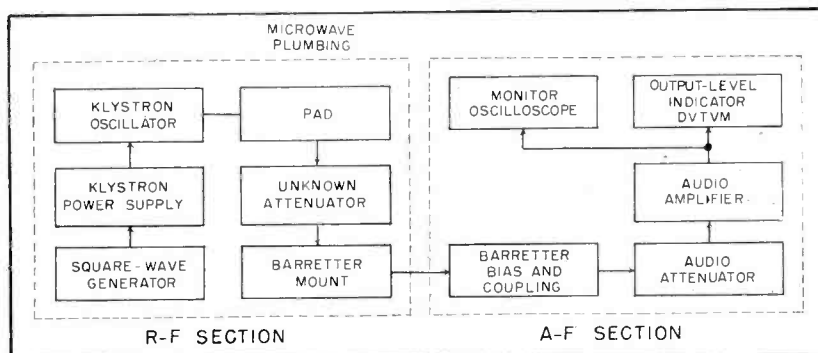 MICROWAVE
PLUMBING
KLYSTRON
OSCILLATOR
PAD
KLYSTRON
POWER SUPPLY
UNKNOWN
ATTENUATOR
SQUARE-WAVE
GENERATOR
BARRETTER
MOUNT
R-F SECTION
MONITOR
OSCILLOSCOPE
OUTPUT-LEVEL
INDICATOR
DVTVM
AUDIO
AMPLIFIER
BARRETTER
BIAS AND
COUPLING
AUDIO
ATTENUATOR
A-F SECTION